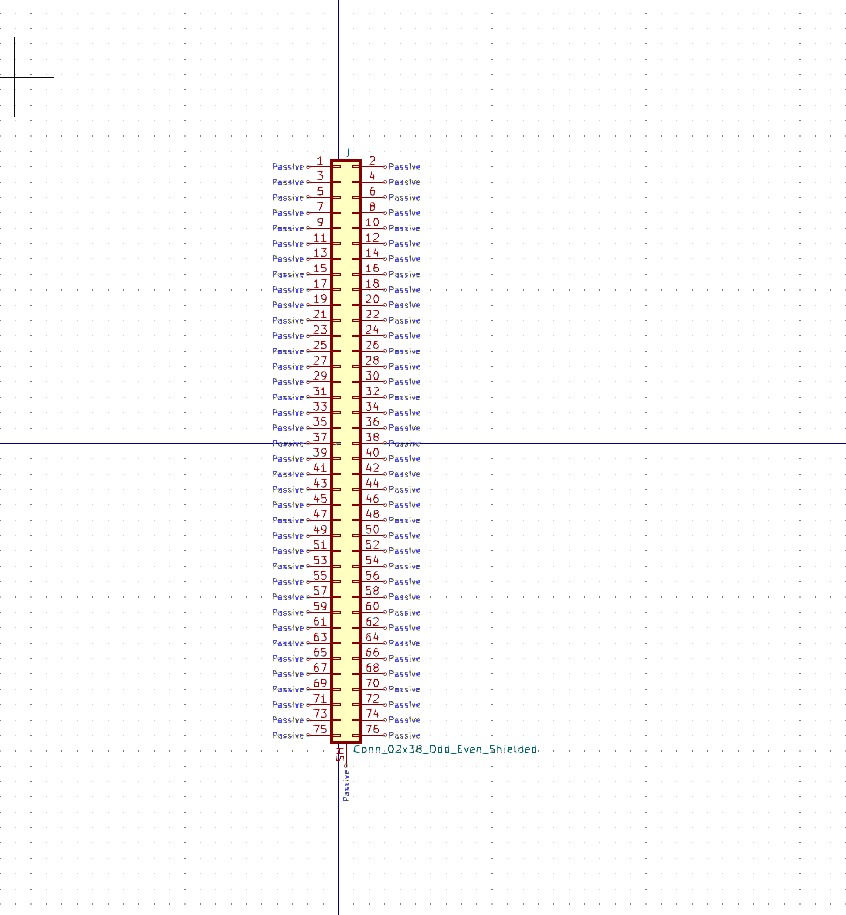 J
Passive 1 2 Passive
Passive 3 4 Passive
Passive 5 6 Passive
Passive 7 8 Passive
Passive 9 10 Passive
Passive 11 12 Passive
Passive 13 14 Passive
Passive 15 16 Passive
Passive 17 18 Passive
Passive 19 20 Passive
Passive 21 22 Passive
Passive 23 24 Passive
Passive 25 26 Passive
Passive 27 28 Passive
Passive 29 30 Passive
Passive 31 32 Passive
Passive 33 34 Passive
Passive 35 36 Passive
Passive 37 38 Passive
Passive 39 40 Passive
Passive 41 42 Passive
Passive 43 44 Passive
Passive 45 46 Passive
Passive 47 48 Passive
Passive 49 50 Passive
Passive 51 52 Passive
Passive 53 54 Passive
Passive 55 56 Passive
Passive 57 58 Passive
Passive 59 60 Passive
Passive 61 62 Passive
Passive 63 64 Passive
Passive 65 66 Passive
Passive 67 68 Passive
Passive 69 70 Passive
Passive 71 72 Passive
Passive 73 74 Passive
Passive 75 76 Passive
SH Conn_02x38_Odd_Even_Shielded
Passive